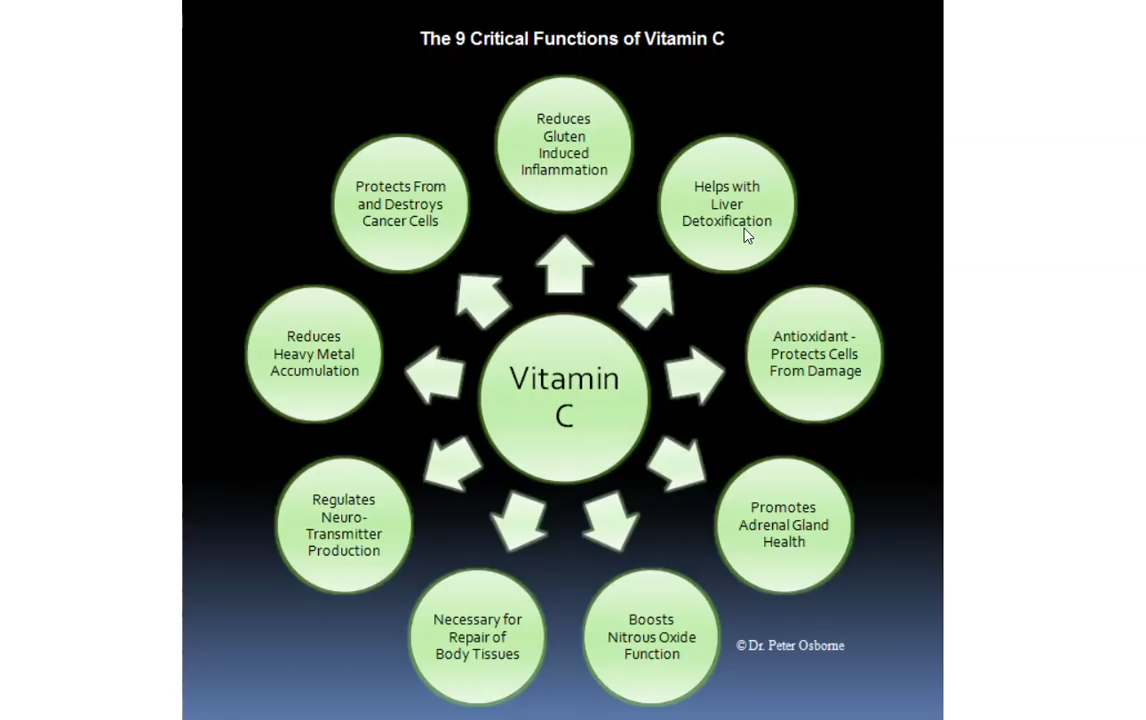 The 9 Critical Functions of Vitamin C
Reduces
Gluten
Induced
Inflammation
Helps with
Liver
Detoxification
Antioxidant -
Protects Cells
From Damage
Promotes
Adrenal Gland
Health
Boosts
Nitrous Oxide
Function
Necessary for
Repair of
Body Tissues
Regulates
Neuro-
Transmitter
Production
Reduces
Heavy Metal
Accumulation
Protects From
and Destroys
Cancer Cells
Vitamin
C
© Dr. Peter Osborne